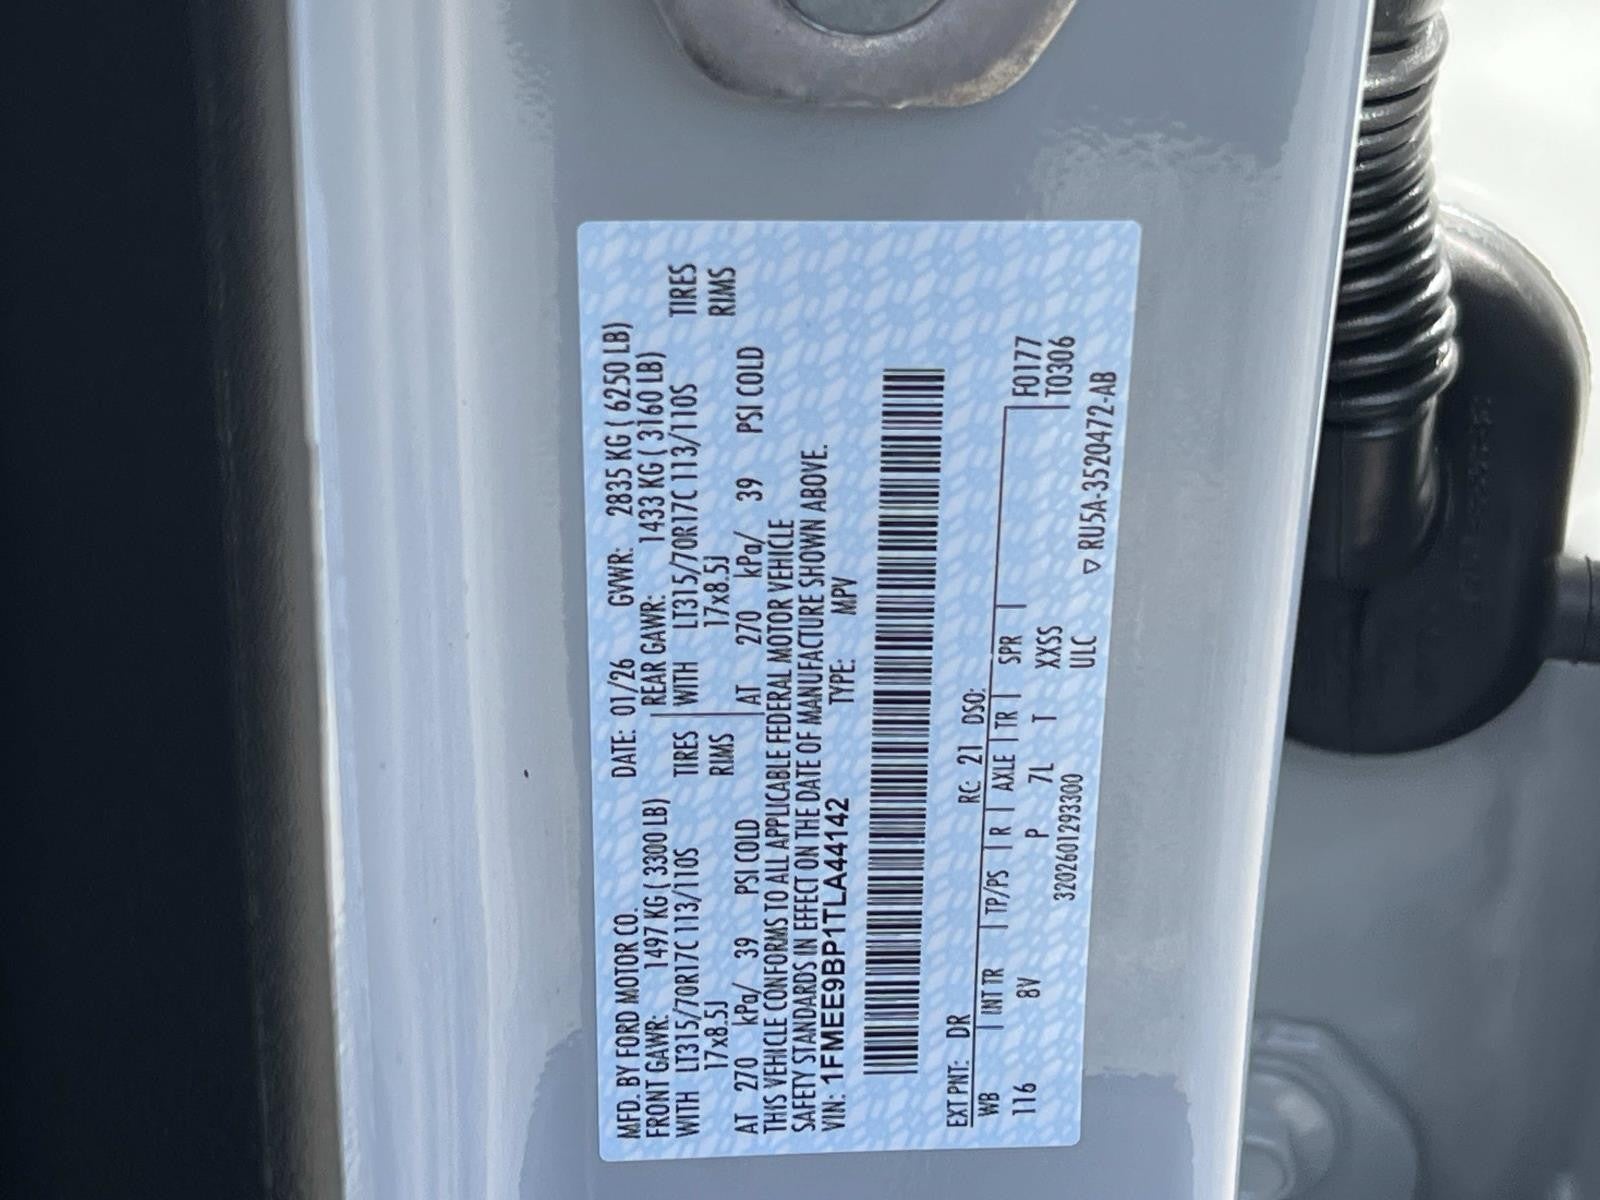 MFD. BY FORD MOTOR CO. DATE: 01/26 GVWR: 2835 KG ( 6250 LB)
FRONT GAWR: 1497 KG ( 3300 LB) REAR GAWR: 1433 KG ( 3160 LB)
WITH LT315/70R17C 113/110S TIRES WITH LT315/70R17C 113/110S TIRES
17x8.5J RIMS 17x8.5J RIMS
AT 270 kPa/ 39 PSI COLD AT 270 kPa/ 39 PSI COLD
THIS VEHICLE CONFORMS TO ALL APPLICABLE FEDERAL MOTOR VEHICLE
SAFETY STANDARDS IN EFFECT ON THE DATE OF MANUFACTURE SHOWN ABOVE.
VIN: 1FMEE9BP1TLA44142 TYPE: MPV
EXT PNT: DR RC: 21 DSO:
WB | INT TR | TP/PS | R | AXLE | TR | SPR | F0177
116 8V P 7L T XXSS T0306
3202601293300 ULC ▽ RU5A-3520472-AB